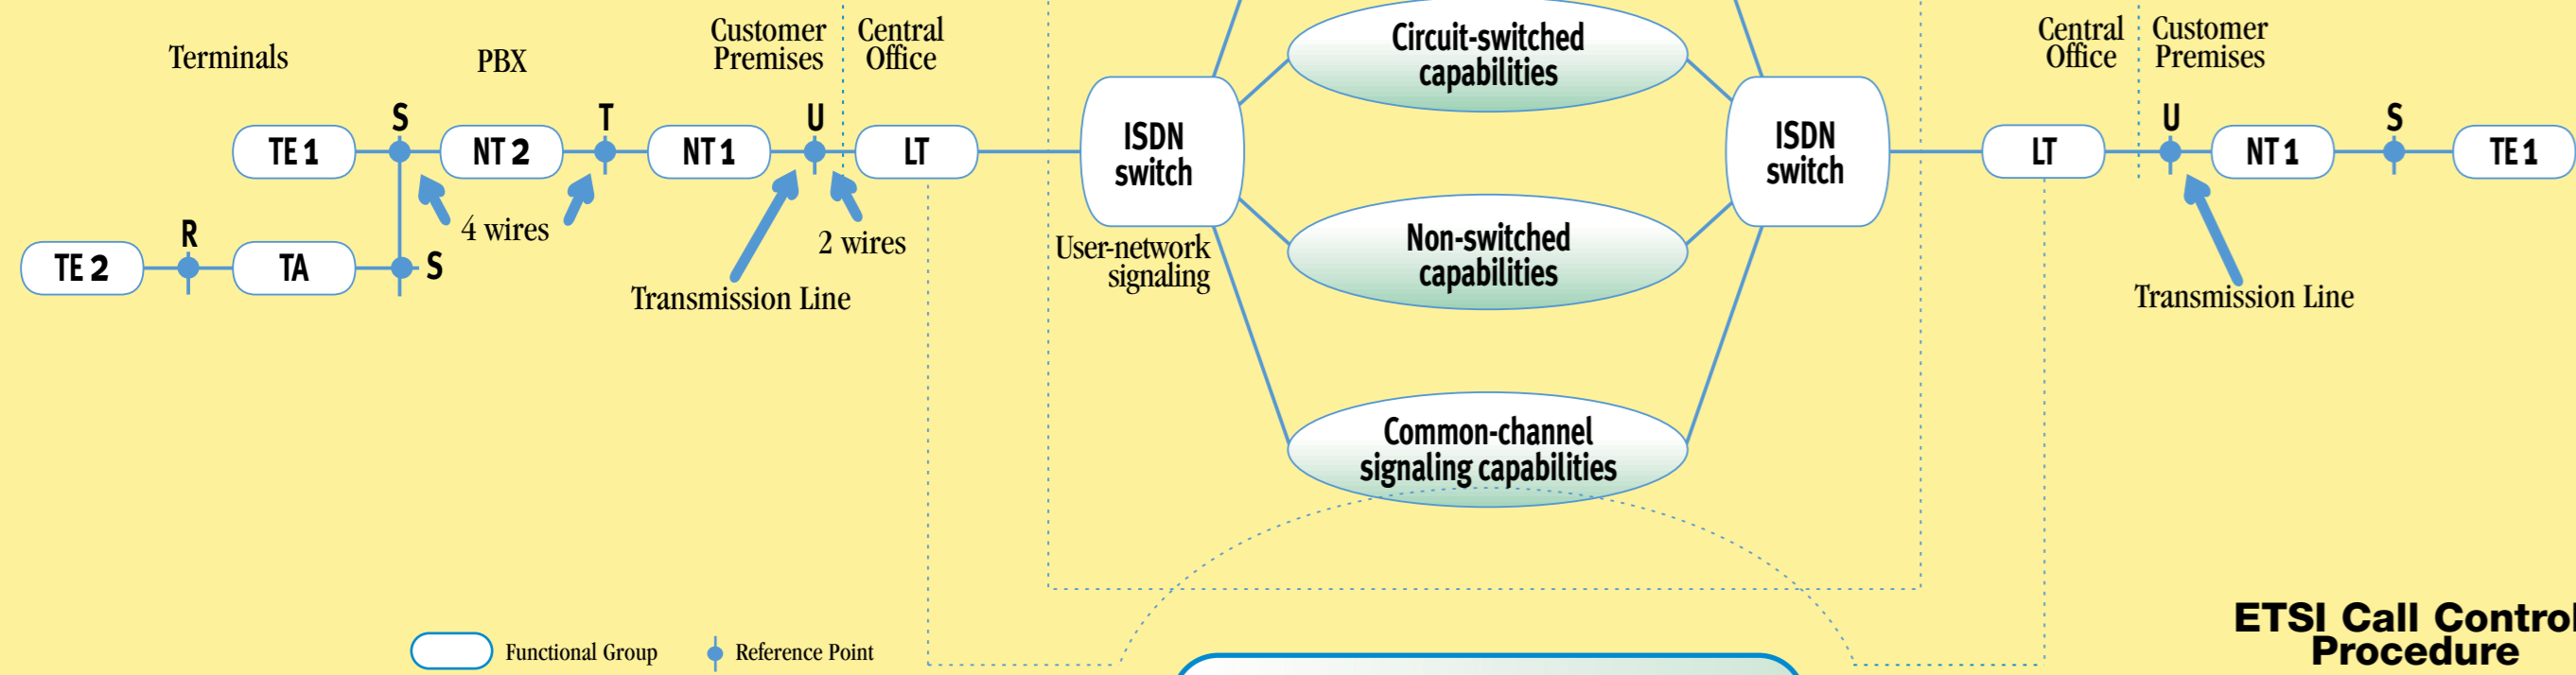 Terminals
PBX
Customer
Premises
Central
Office
S
T
U
TE 1
NT 2
NT 1
LT
4 wires
2 wires
R
TE 2
TA
S
Transmission Line
ISDN
switch
User-network
signaling
Circuit-switched
capabilities
Non-switched
capabilities
Common-channel
signaling capabilities
ISDN
switch
Central
Office
Customer
Premises
U
S
LT
NT 1
TE 1
Transmission Line
Functional Group
Reference Point
ETSI Call Control
Procedure